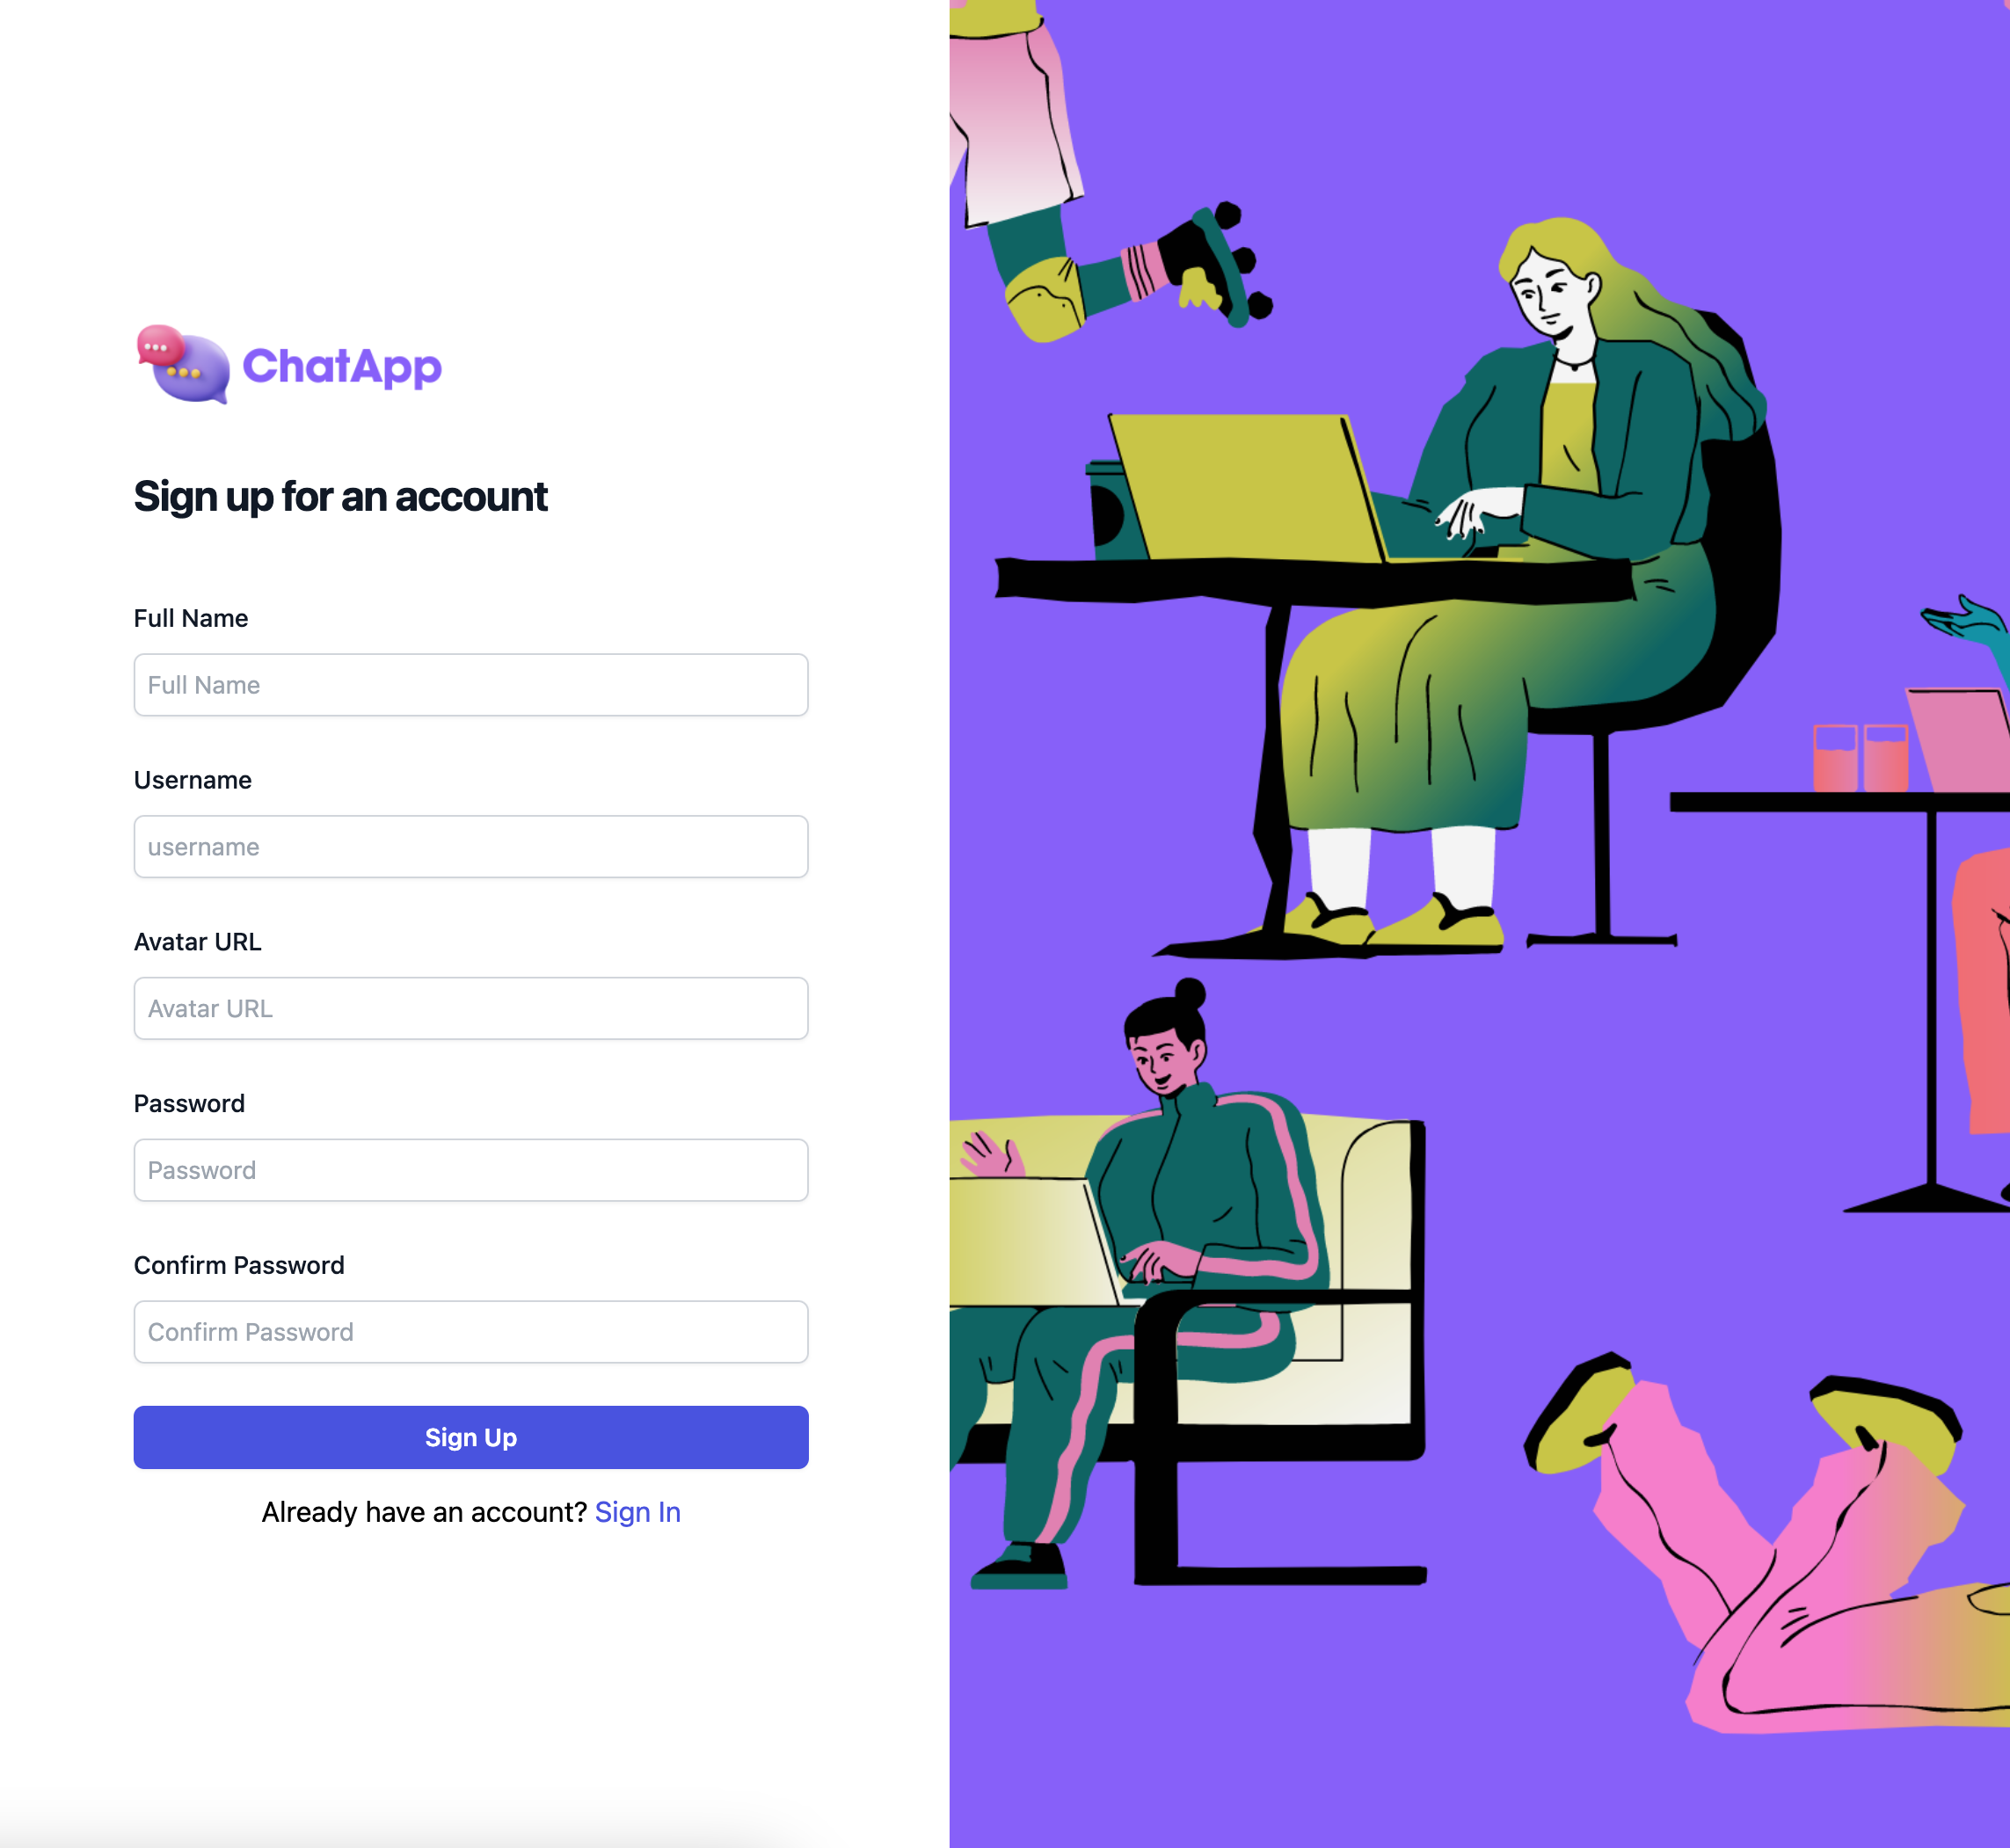 ChatApp
Sign up for an account
Full Name
Full Name
Username
username
Avatar URL
Avatar URL
Password
Password
Confirm Password
Confirm Password
Sign Up
Already have an account? Sign In